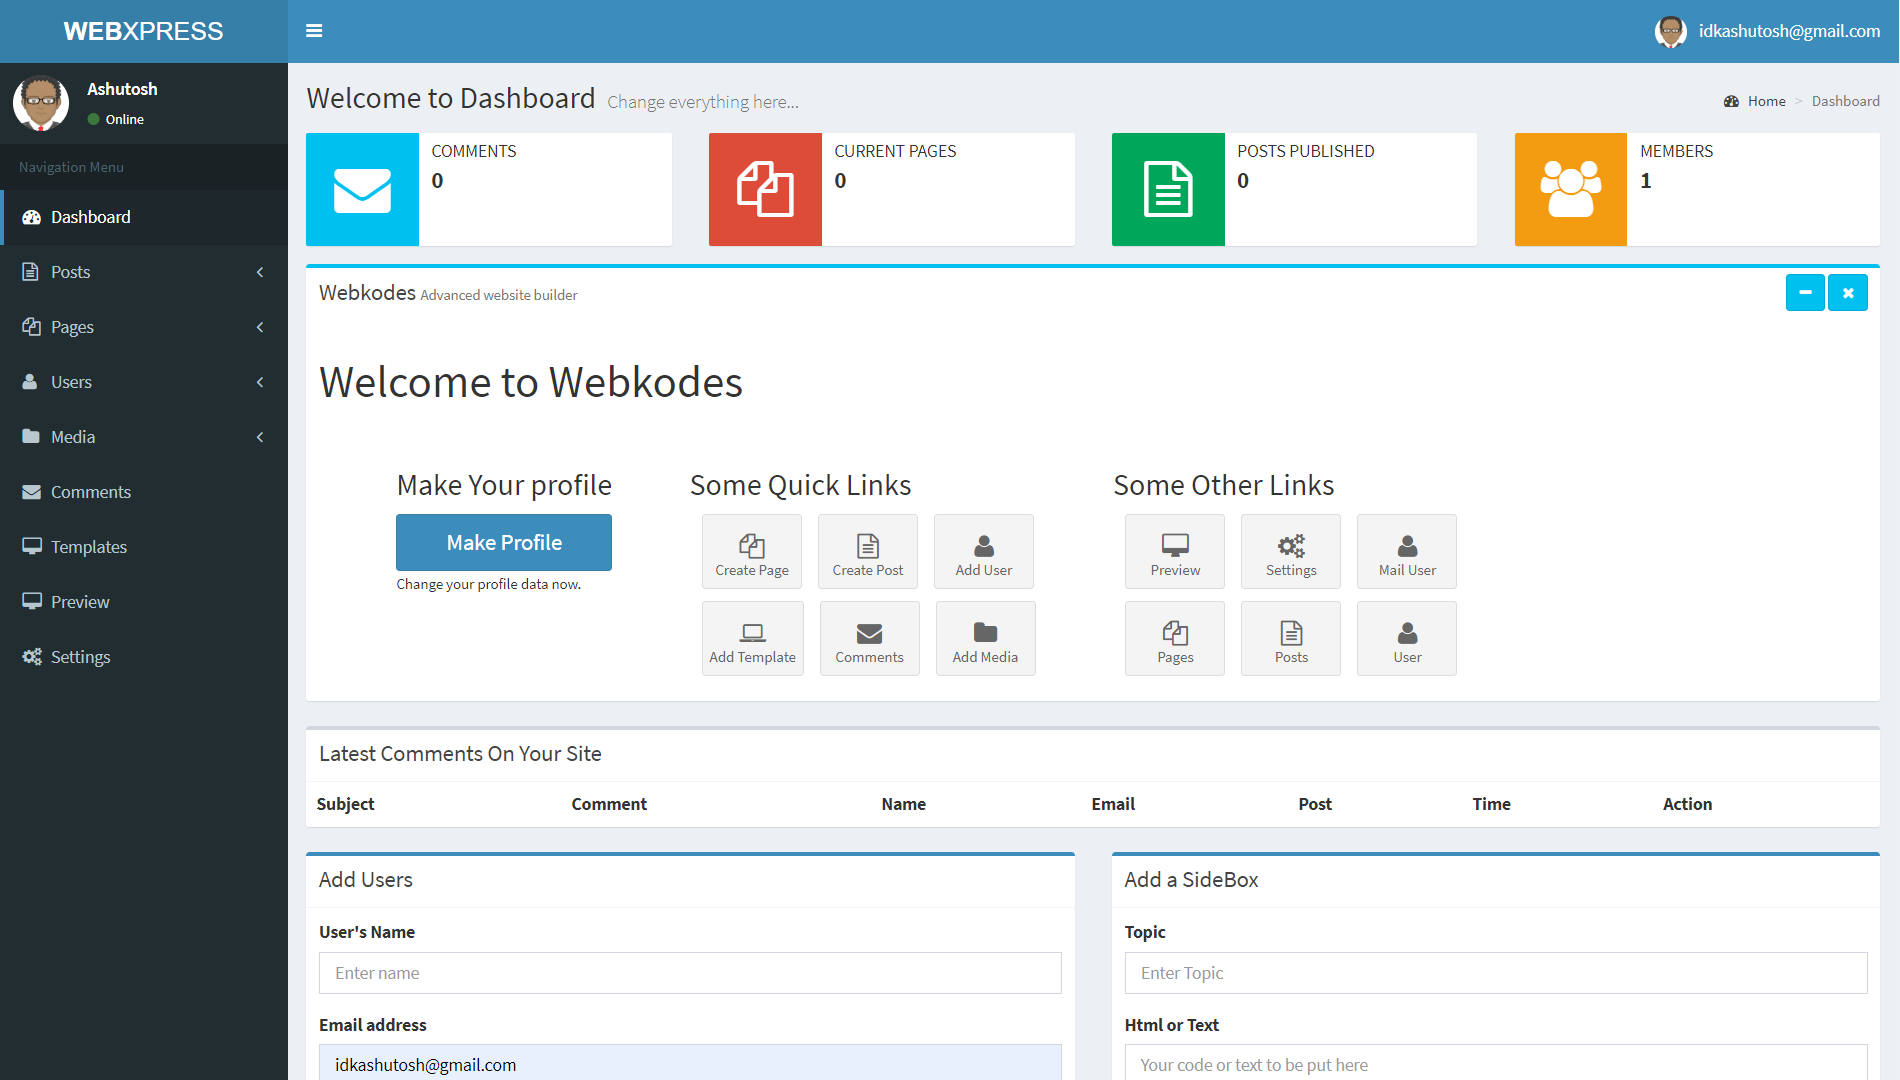 WEBXPRESS
idkashutosh@gmail.com
Ashutosh
Online
Navigation Menu
Dashboard
Posts
Pages
Users
Media
Comments
Templates
Preview
Settings
Welcome to Dashboard Change everything here...
Home > Dashboard
COMMENTS
0
CURRENT PAGES
0
POSTS PUBLISHED
0
MEMBERS
1
Webkodes Advanced website builder
Welcome to Webkodes
Make Your profile
Make Profile
Change your profile data now.
Some Quick Links
Create Page
Create Post
Add User
Add Template
Comments
Add Media
Some Other Links
Preview
Settings
Mail User
Pages
Posts
User
Latest Comments On Your Site
Subject Comment Name Email Post Time Action
Add Users
User's Name
Enter name
Email address
idkashutosh@gmail.com
Add a SideBox
Topic
Enter Topic
Html or Text
Your code or text to be put here